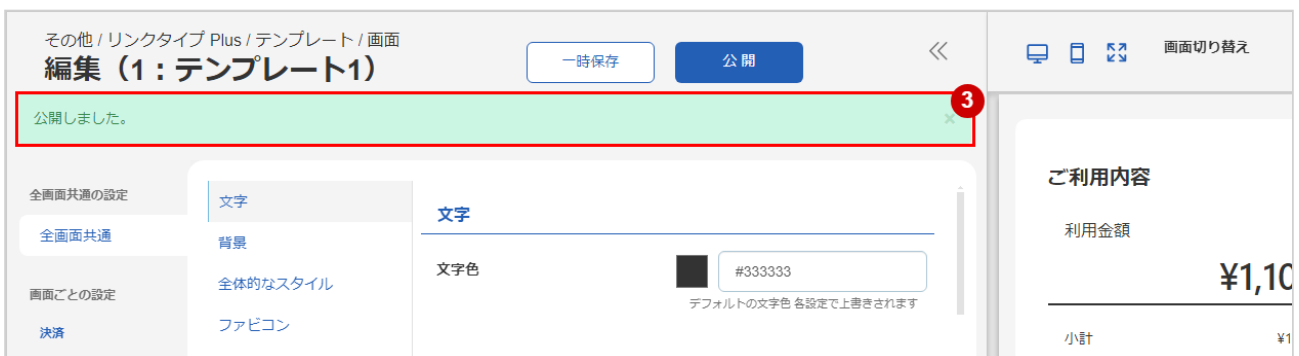 その他 / リンクタイプ Plus / テンプレート / 画面
編集（1：テンプレート1）
一時保存
公開
画面切り替え
3
公開しました。
全画面共通の設定
全画面共通
画面ごとの設定
決済
文字
背景
全体的なスタイル
ファビコン
文字
文字色
#333333
デフォルトの文字色 各設定で上書きされます
ご利用内容
利用金額
¥1,10
小計
¥1